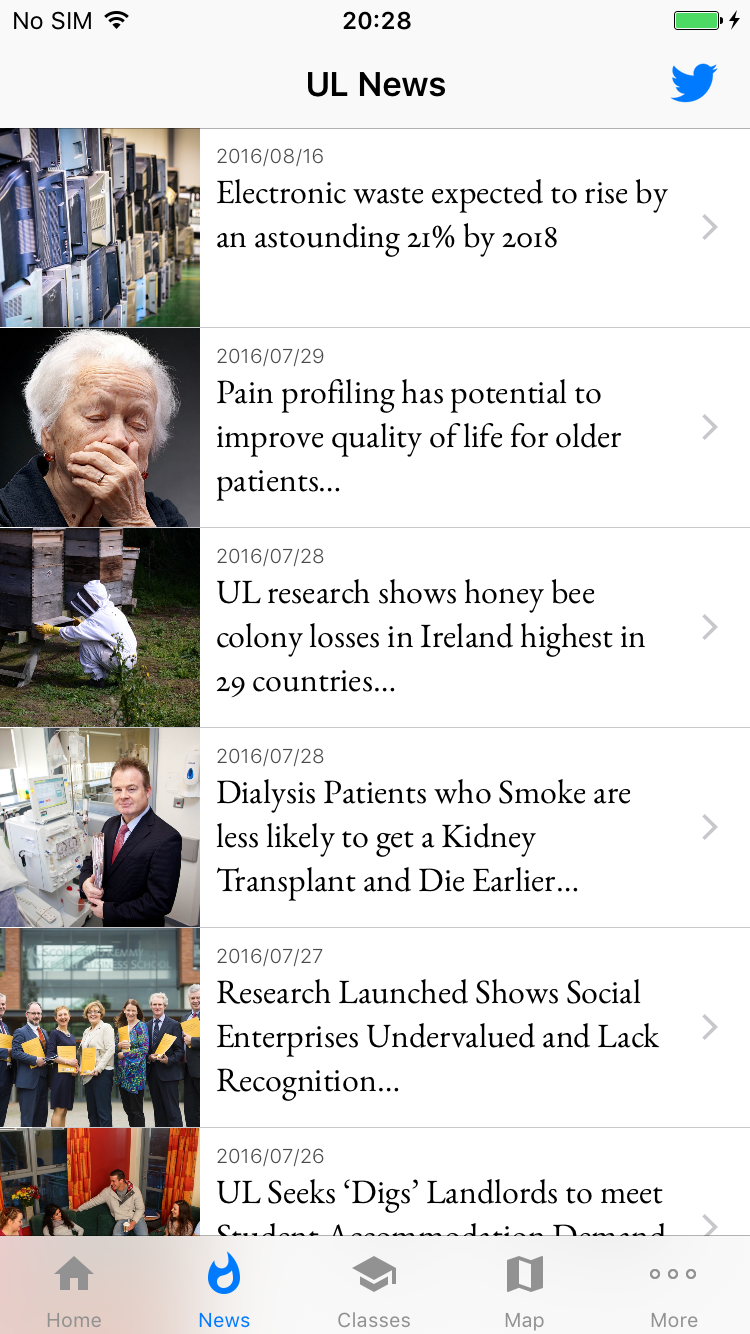 No SIM 20:28
UL News
2016/08/16
Electronic waste expected to rise by
an astounding 21% by 2018
2016/07/29
Pain profiling has potential to
improve quality of life for older
patients...
2016/07/28
UL research shows honey bee
colony losses in Ireland highest in
29 countries...
2016/07/28
Dialysis Patients who Smoke are
less likely to get a Kidney
Transplant and Die Earlier...
2016/07/27
Research Launched Shows Social
Enterprises Undervalued and Lack
Recognition...
2016/07/26
UL Seeks ‘Digs’ Landlords to meet
Student Accommodation Demand
Home News Classes Map More